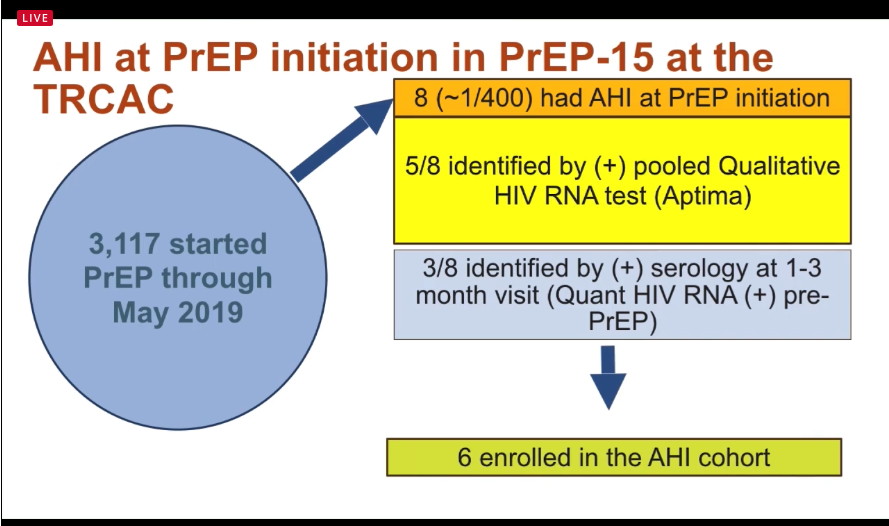 LIVE
AHI at PrEP initiation in PrEP-15 at the
TRCAC
8 (~1/400) had AHI at PrEP initiation
5/8 identified by (+) pooled Qualitative
HIV RNA test (Aptima)
3,117 started
PrEP through
May 2019
3/8 identified by (+) serology at 1-3
month visit (Quant HIV RNA (+) pre-
PrEP)
6 enrolled in the AHI cohort